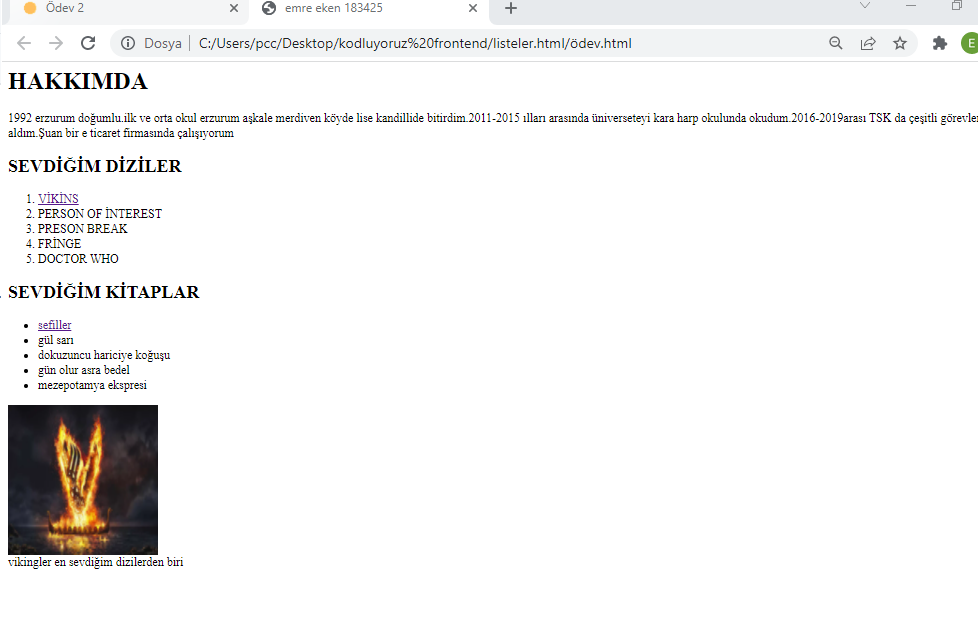 Ödev 2
emre eken 183425
Dosya
C:/Users/pcc/Desktop/kodluyoruz%20frontend/listeler.html/ödev.html
E
HAKKIMDA
1992 erzurum doğumlu.ilk ve orta okul erzurum aşkale merdiven köyde lise kandillide bitirdim.2011-2015 ılları arasında üniverseteyi kara harp okulunda okudum.2016-2019arası TSK da çeşitli görevle
aldım.Şuan bir e ticaret firmasında çalışıyorum
SEVDİĞİM DİZİLER
1. VİKİNS
2. PERSON OF İNTEREST
3. PRESON BREAK
4. FRİNGE
5. DOCTOR WHO
SEVDİĞİM KİTAPLAR
• sefiller
• gül sarı
• dokuzuncu hariciye koğuşu
• gün olur asra bedel
• mezepotamya ekspresi
vikingler en sevdiğim dizilerden biri